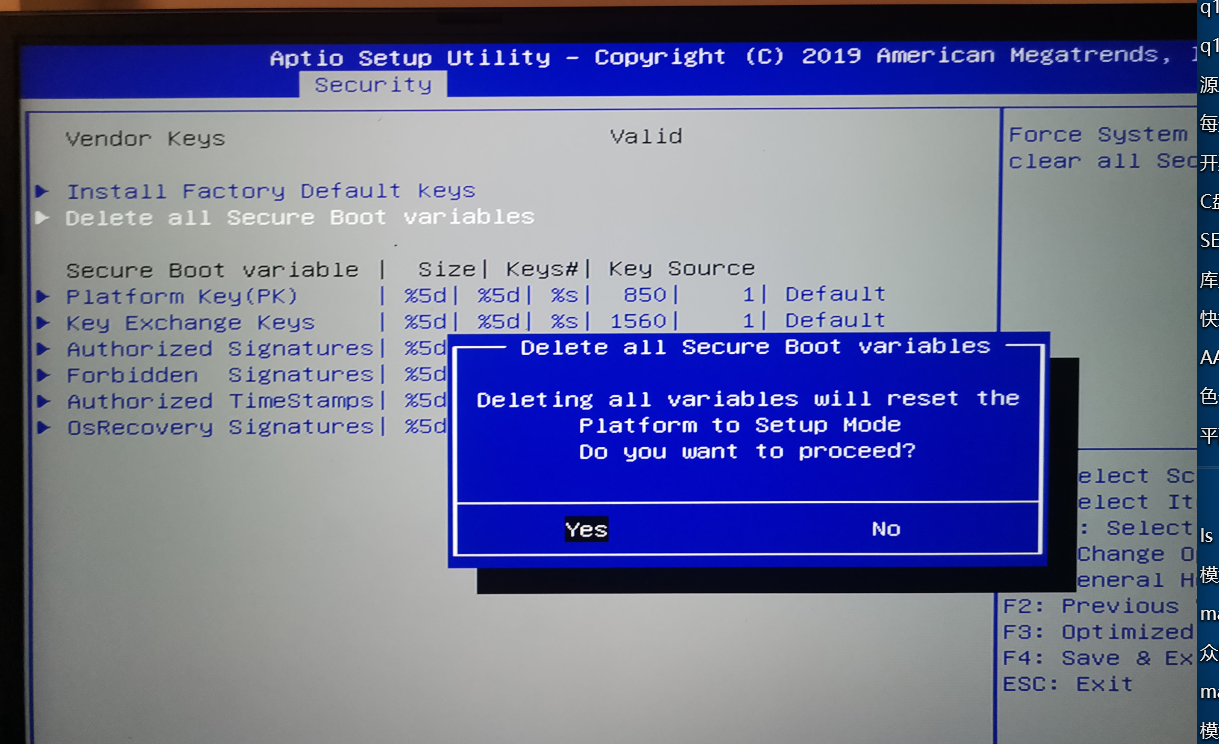 Aptio Setup Utility – Copyright (C) 2019 American Megatrends,
Security
Vendor Keys Valid
Install Factory Default keys
Delete all Secure Boot variables
Secure Boot variable | Size| Keys#| Key Source
Platform Key(PK) | %5d| %5d| %s| 850| 1| Default
Key Exchange Keys | %5d| %5d| %s| 1560| 1| Default
Authorized Signatures| %5d
Forbidden Signatures| %5d
Authorized TimeStamps| %5d
OsRecovery Signatures| %5d
Delete all Secure Boot variables
Deleting all variables will reset the
Platform to Setup Mode
Do you want to proceed?
Yes No
Force System
clear all Sec
elect Sc
elect It
: Select
Change O
eneral H
F2: Previous
F3: Optimized
F4: Save & Ex
ESC: Exit
q1
q1
源
每
开
C盘
SE
库
快
AA
色
平
ls
模
ma
众
ma
模